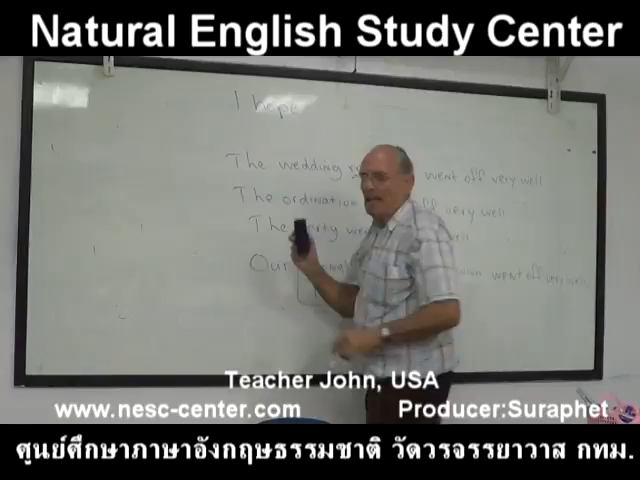 Natural English Study Center
I hope
The wedding went off very well
The ordination off very well
The party
Our went off very well
Teacher John, USA
www.nesc-center.com Producer:Suraphet
ศูนย์ศึกษาภาษาอังกฤษธรรมชาติ วัดวรจรรยาวาส กทม.